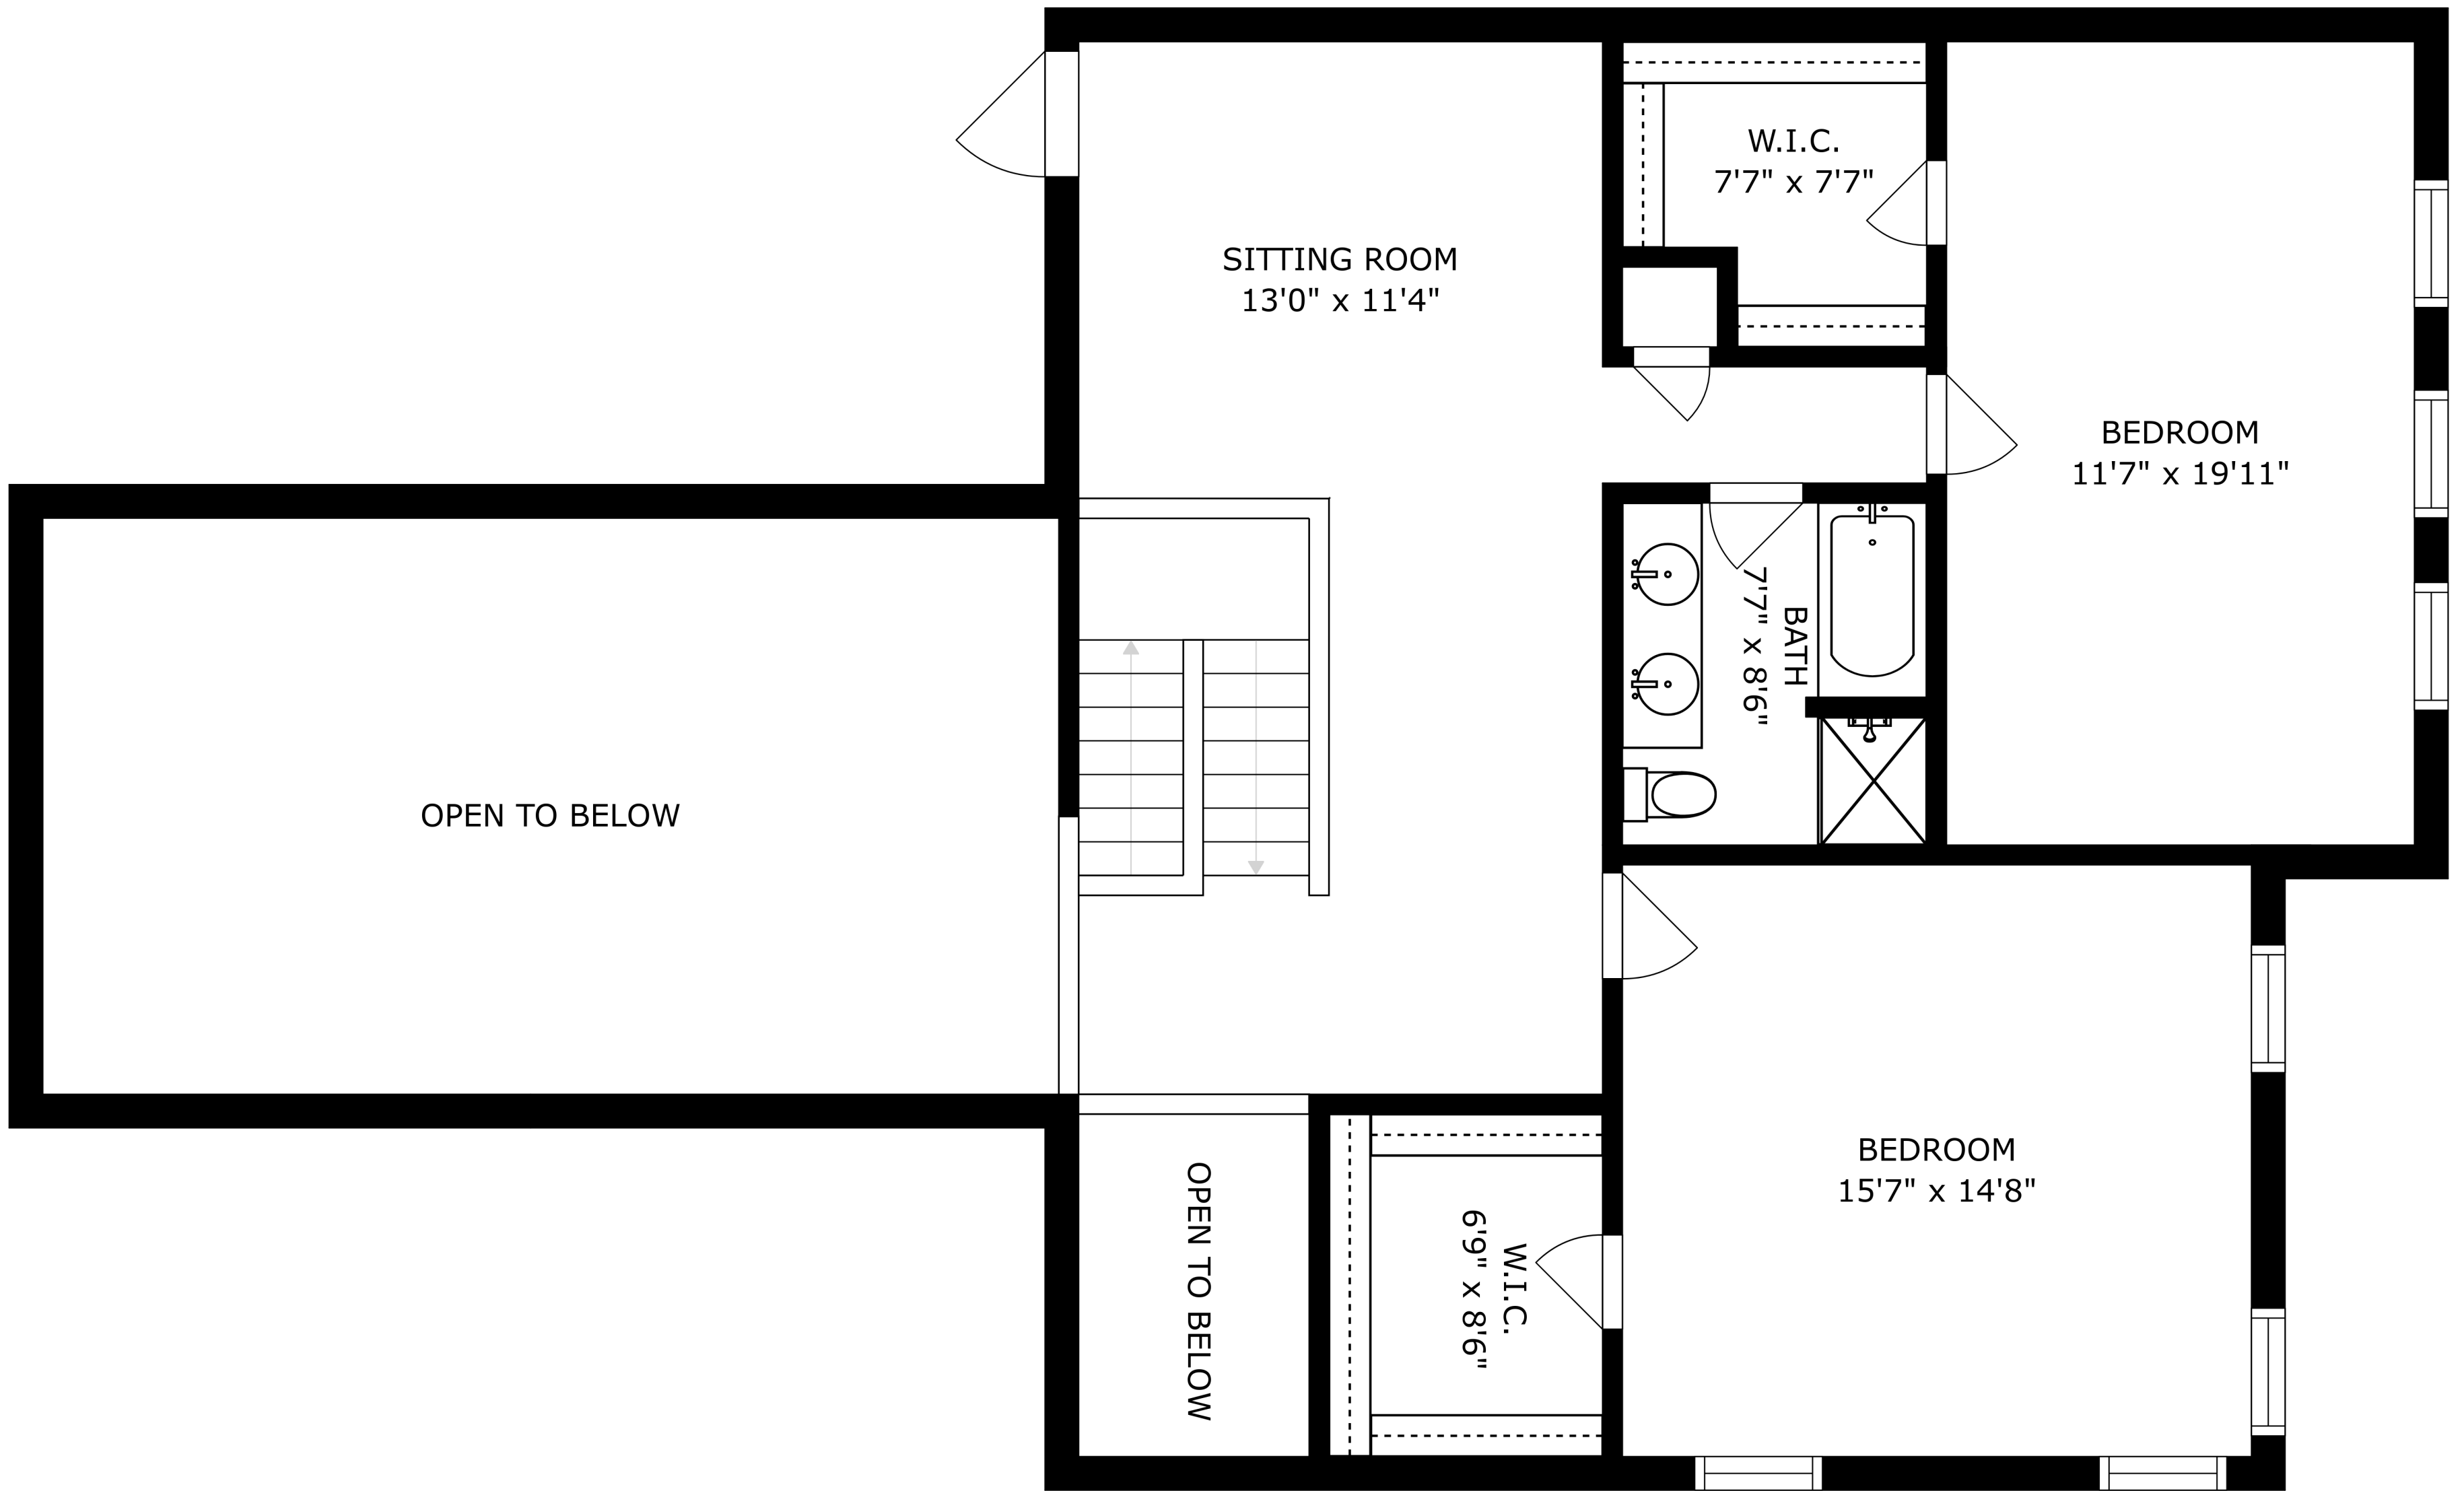 W.I.C.
7'7" x 7'7"
SITTING ROOM
13'0" x 11'4"
BEDROOM
11'7" x 19'11"
BATH
7'7" x 8'6"
OPEN TO BELOW
BEDROOM
15'7" x 14'8"
OPEN TO BELOW
W.I.C.
6'9" x 8'6"